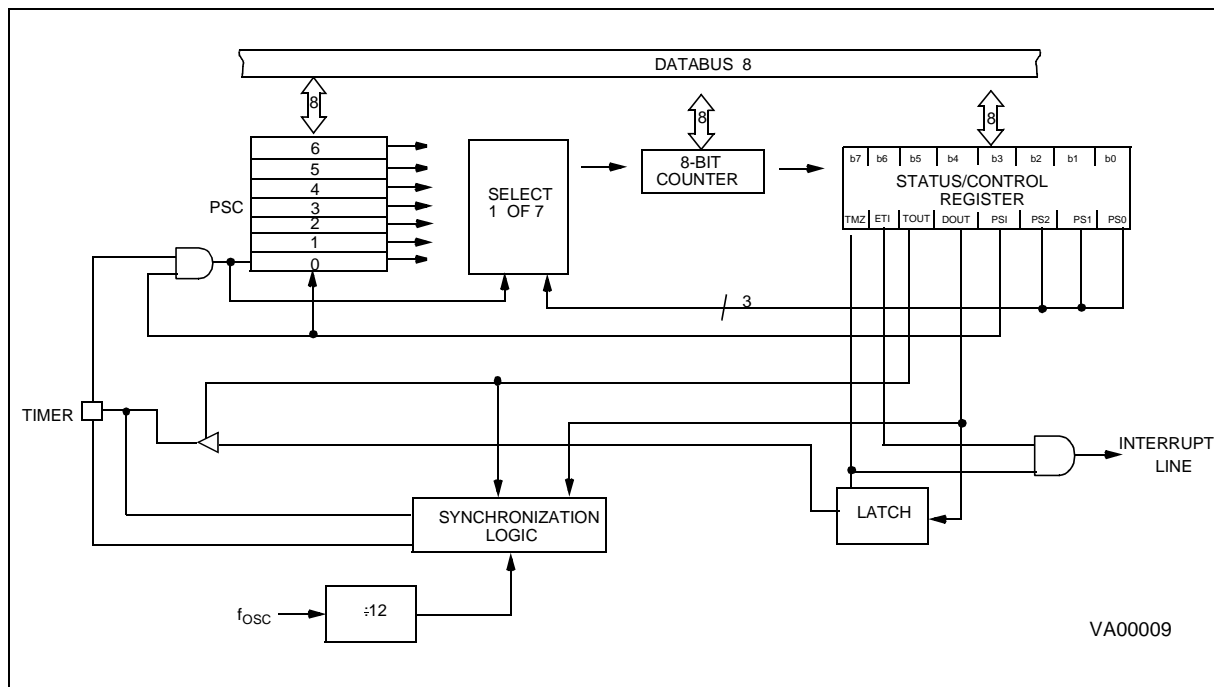 DATABUS 8
8
8
8
6
5
4
3
2
1
0
PSC
SELECT
1 OF 7
8-BIT
COUNTER
b7 b6 b5 b4 b3 b2 b1 b0
STATUS/CONTROL
REGISTER
TMZ ETI TOUT DOUT PSI PS2 PS1 PS0
3
TIMER
INTERRUPT
LINE
SYNCHRONIZATION
LOGIC
LATCH
fOSC
÷12
VA00009